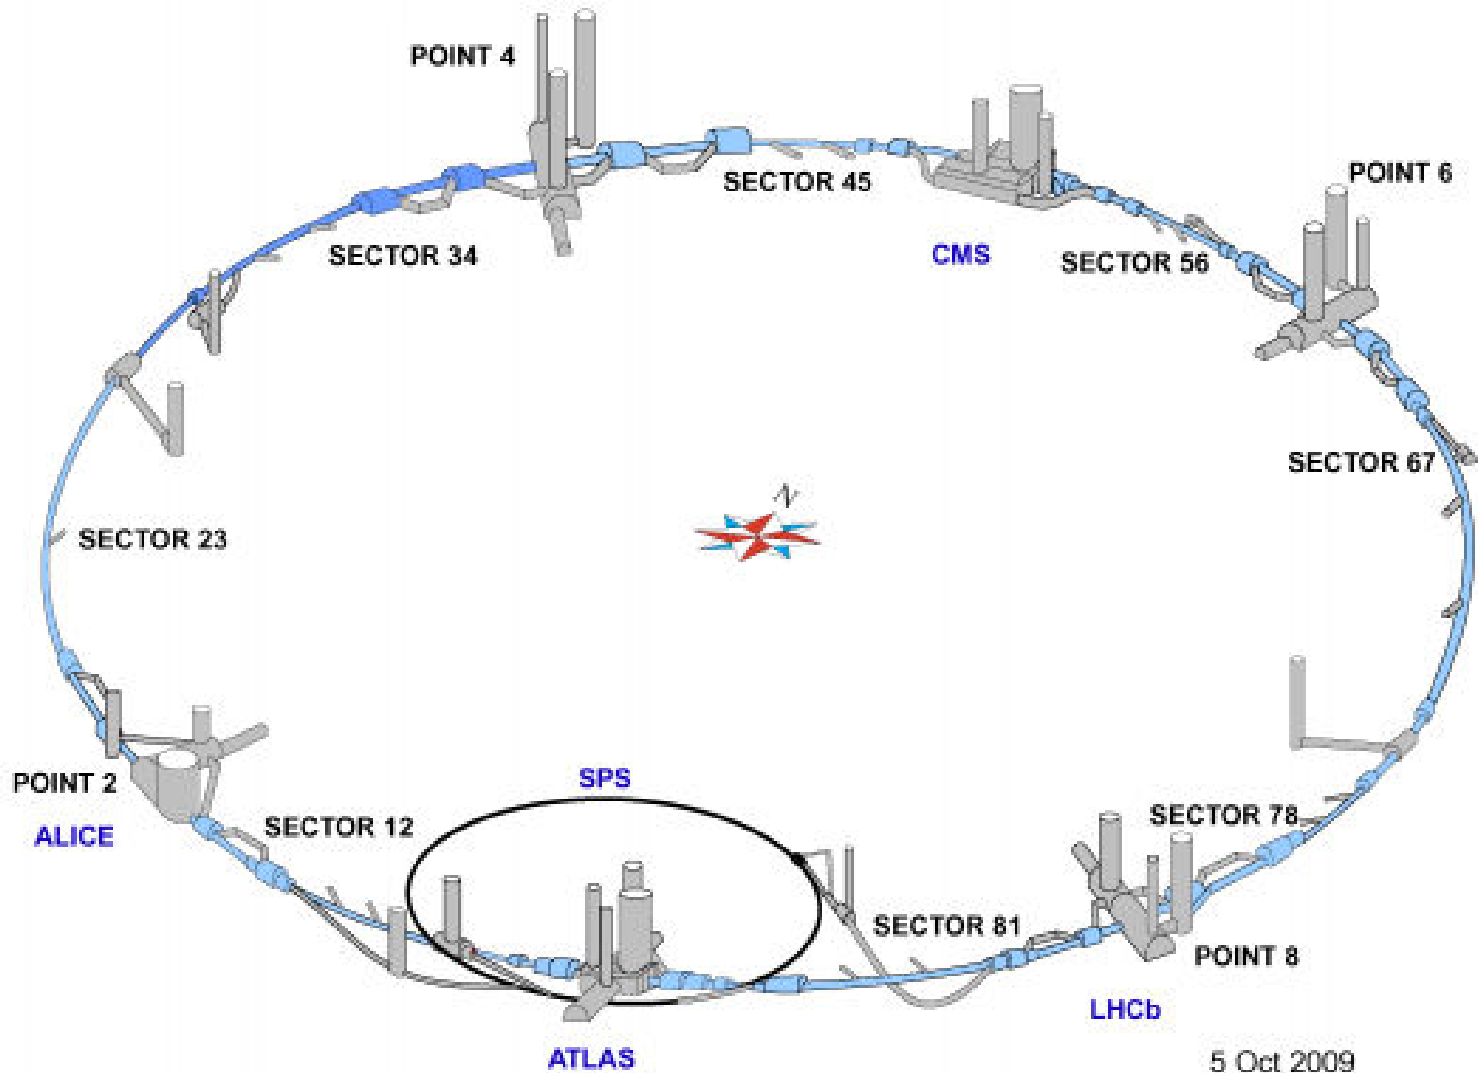 POINT 4
POINT 6
SECTOR 45
SECTOR 34
CMS
SECTOR 56
SECTOR 67
N
SECTOR 23
POINT 2
SPS
ALICE
SECTOR 12
SECTOR 78
SECTOR 81
POINT 8
LHCb
ATLAS
5 Oct 2009